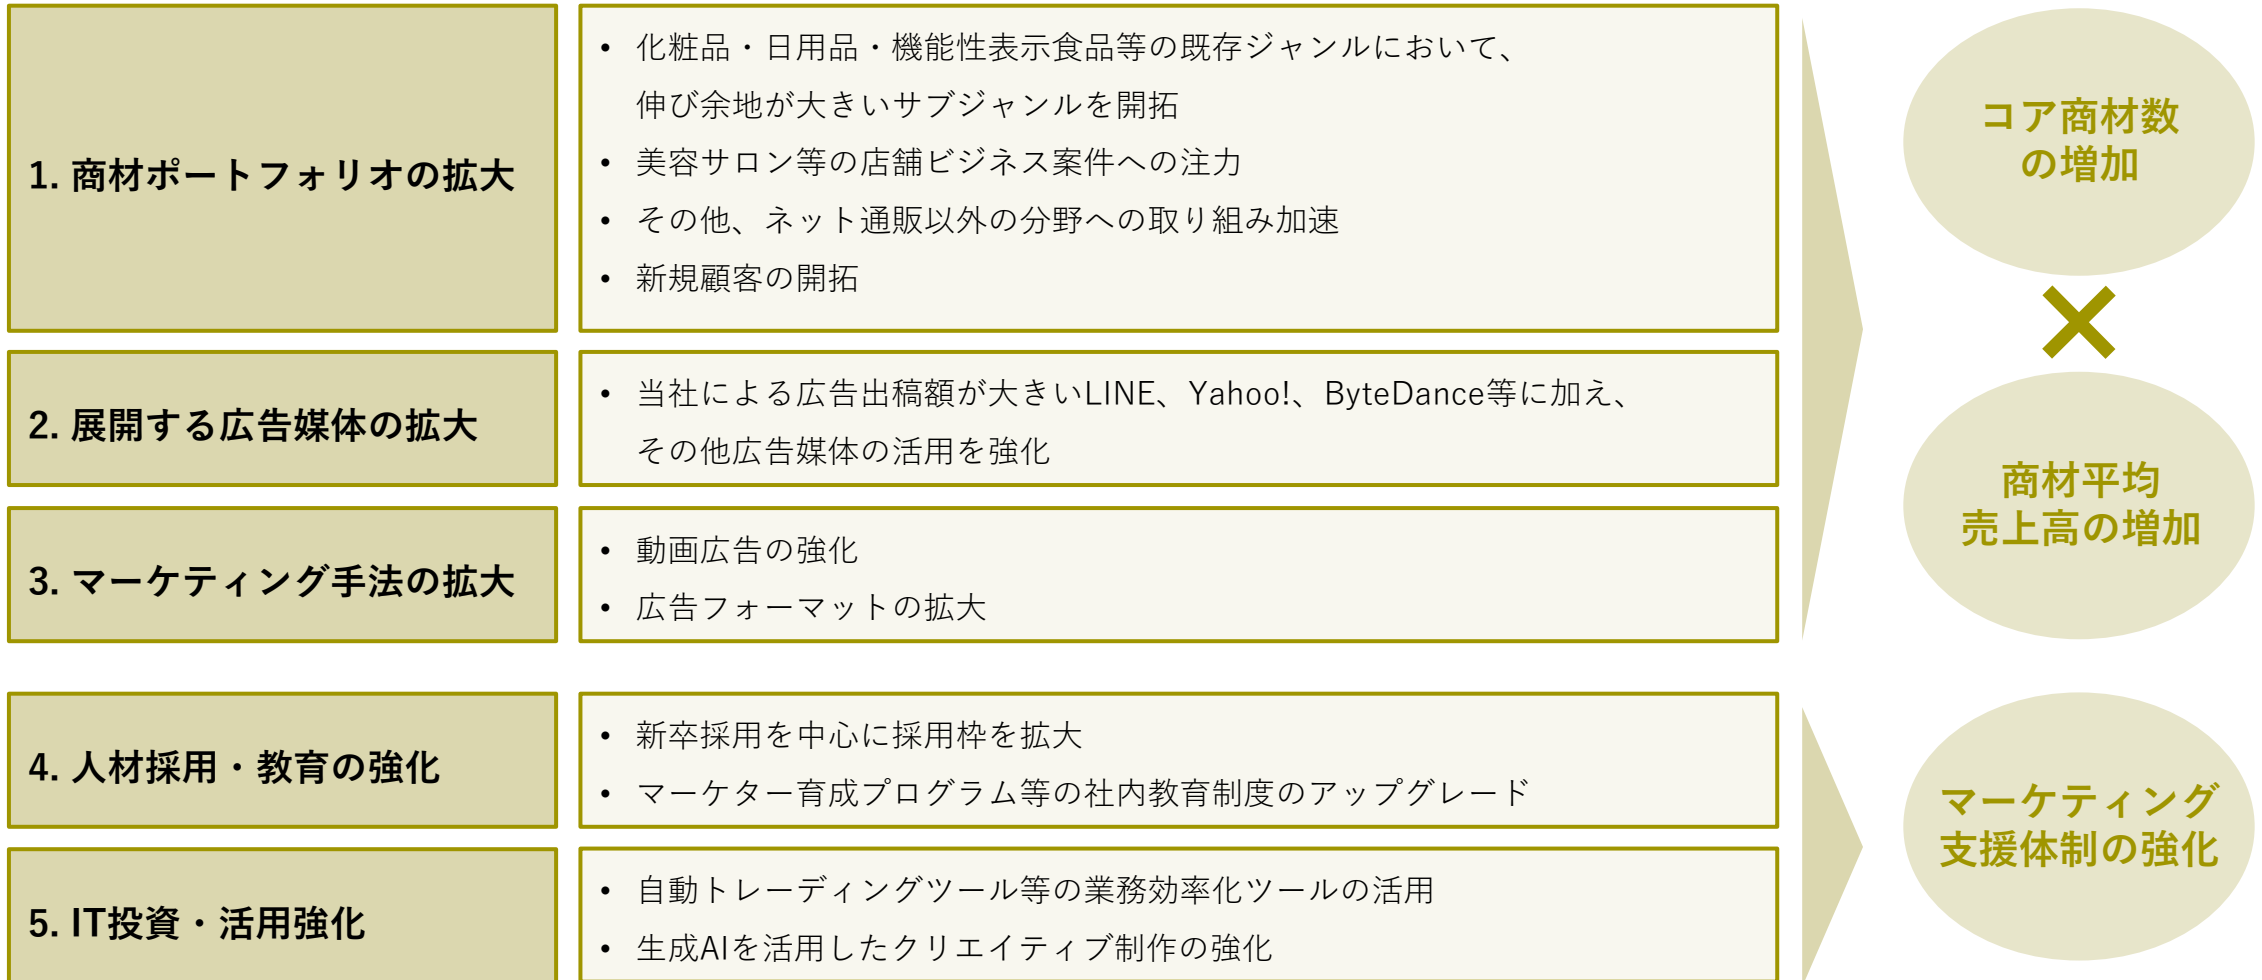 1. 商材ポートフォリオの拡大
• 化粧品・日用品・機能性表示食品等の既存ジャンルにおいて、
伸び余地が大きいサブジャンルを開拓
• 美容サロン等の店舗ビジネス案件への注力
• その他、ネット通販以外の分野への取り組み加速
• 新規顧客の開拓
2. 展開する広告媒体の拡大
• 当社による広告出稿額が大きいLINE、Yahoo!、ByteDance等に加え、
その他広告媒体の活用を強化
3. マーケティング手法の拡大
• 動画広告の強化
• 広告フォーマットの拡大
コア商材数
の増加
×
商材平均
売上高の増加
4. 人材採用・教育の強化
• 新卒採用を中心に採用枠を拡大
• マーケター育成プログラム等の社内教育制度のアップグレード
5. IT投資・活用強化
• 自動トレーディングツール等の業務効率化ツールの活用
• 生成AIを活用したクリエイティブ制作の強化
マーケティング
支援体制の強化